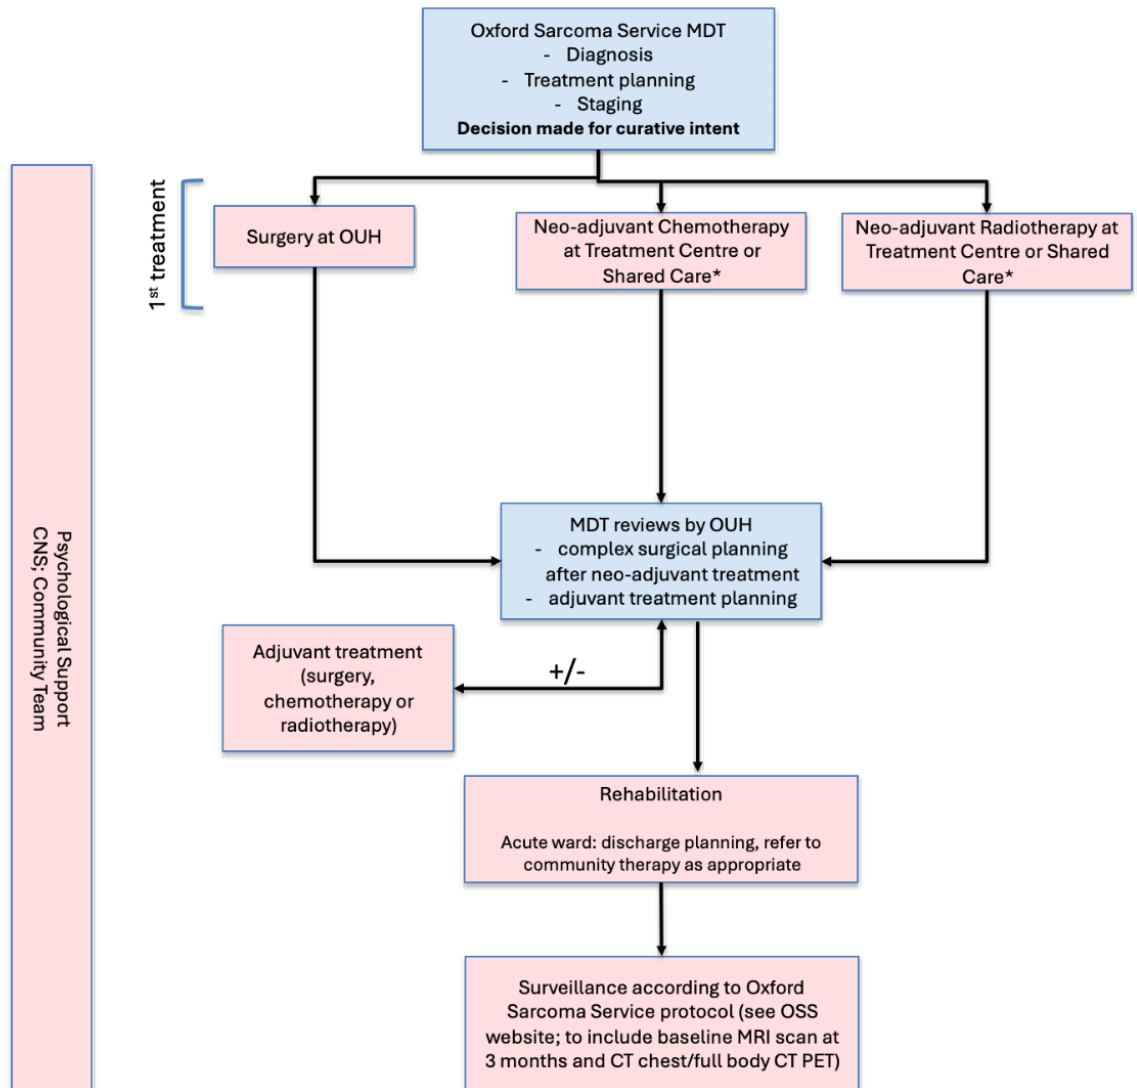 Oxford Sarcoma Service MDT
- Diagnosis
- Treatment planning
- Staging
Decision made for curative intent
1st treatment
Surgery at OUH
Neo-adjuvant Chemotherapy
at Treatment Centre or
Shared Care*
Neo-adjuvant Radiotherapy at
Treatment Centre or Shared
Care*
Psychological Support
CNS; Community Team
MDT reviews by OUH
- complex surgical planning
after neo-adjuvant treatment
- adjuvant treatment planning
Adjuvant treatment
(surgery,
chemotherapy or
radiotherapy)
+/-
Rehabilitation
Acute ward: discharge planning, refer to
community therapy as appropriate
Surveillance according to Oxford
Sarcoma Service protocol (see OSS
website; to include baseline MRI scan at
3 months and CT chest/full body CT PET)